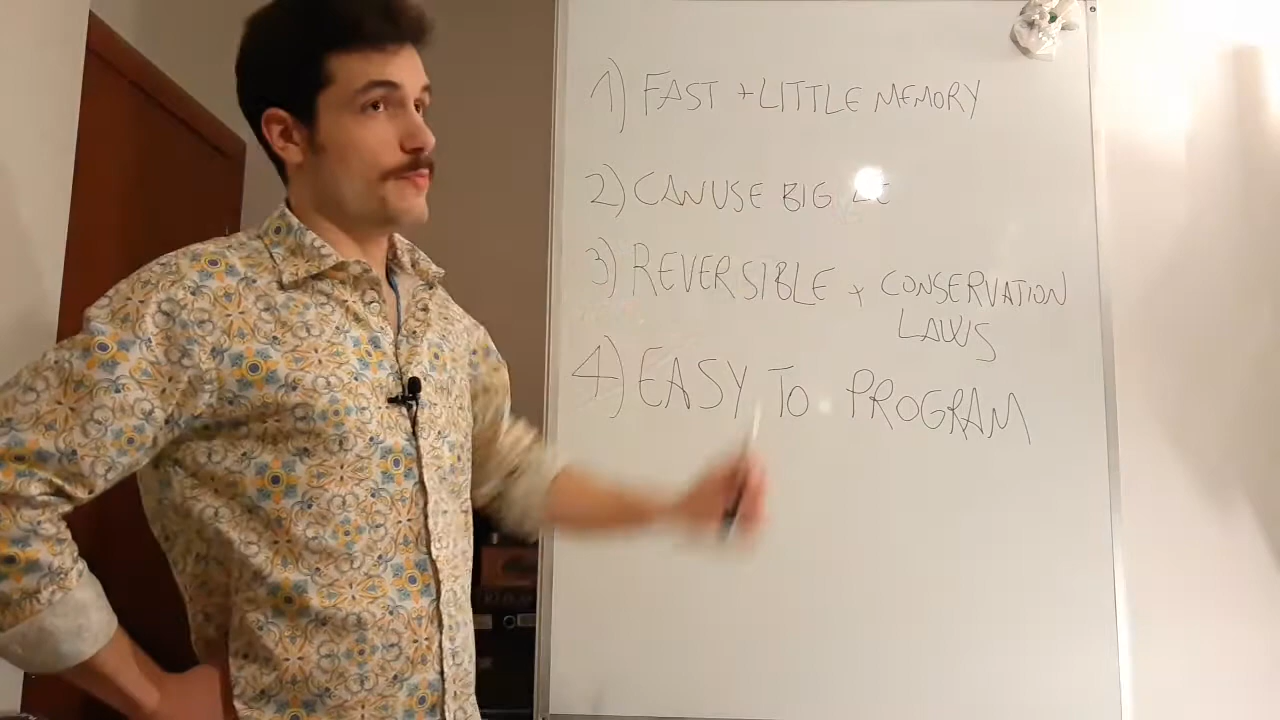 1) FAST + LITTLE MEMORY
2) CAN USE BIG
3) REVERSIBLE + CONSERVATION
LAWS
4) EASY TO PROGRAM